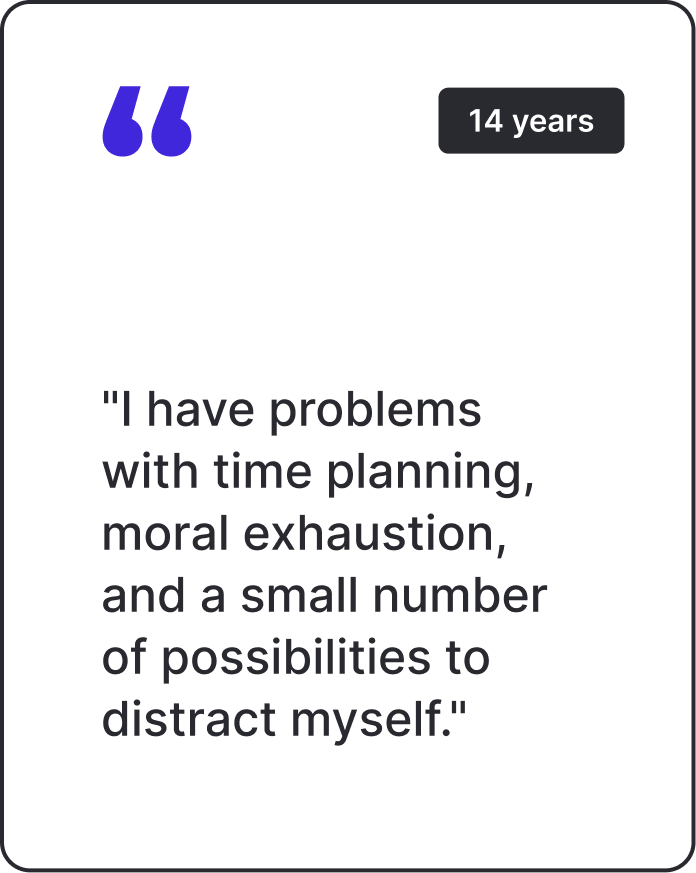 “
14 years
"I have problems
with time planning,
moral exhaustion,
and a small number
of possibilities to
distract myself."